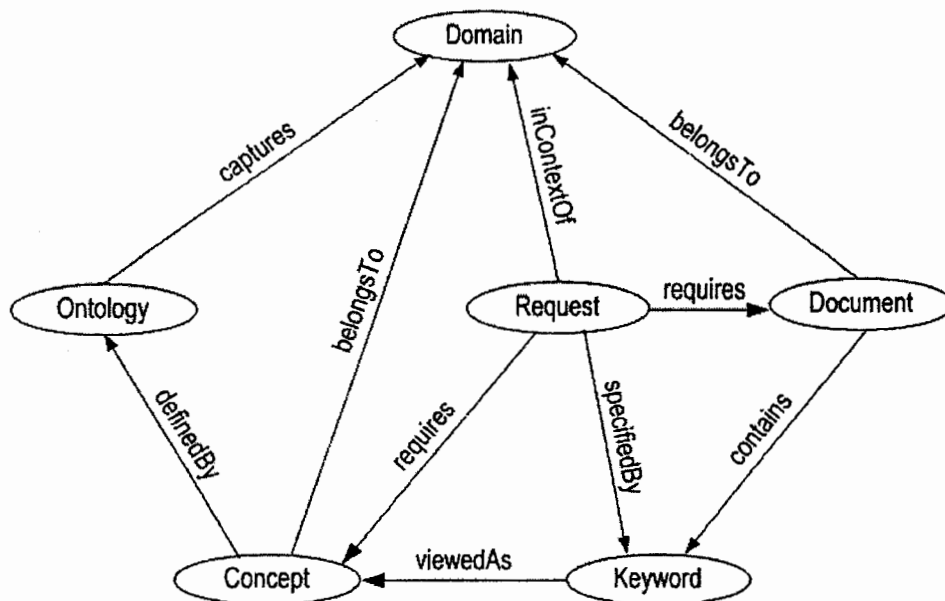 Domain
captures
inContextOf
belongsTo
belongsTo
Ontology
Request
requires
Document
definedBy
requires
specifiedBy
contains
Concept
viewedAs
Keyword